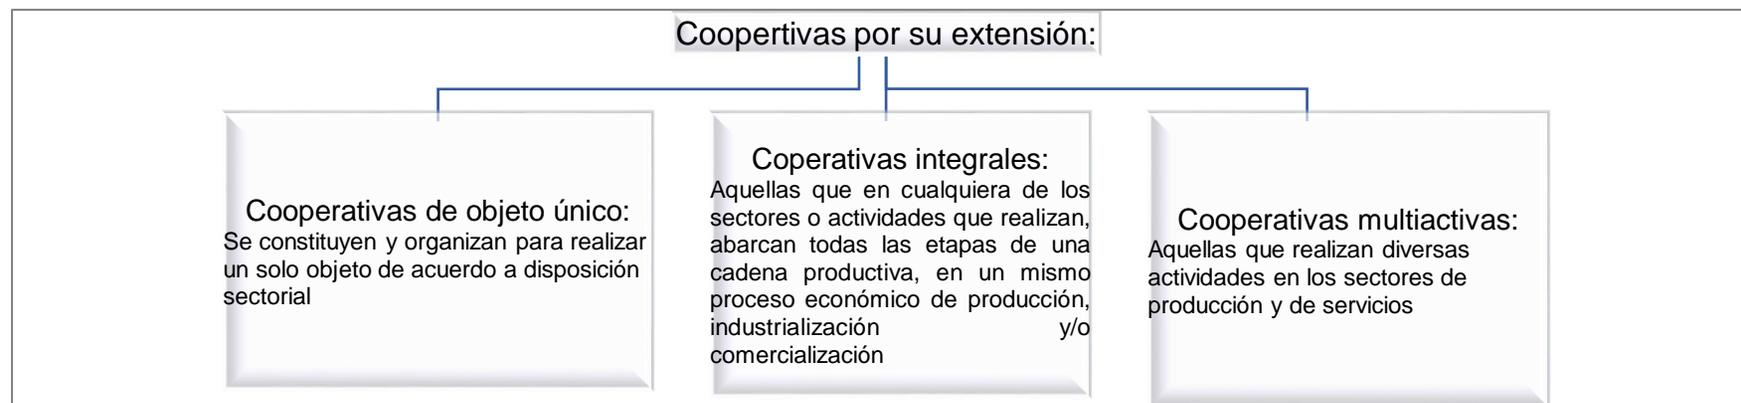 Coopertivas por su extensión:
Cooperativas de objeto único:
Se constituyen y organizan para realizar
un solo objeto de acuerdo a disposición
sectorial
Coperativas integrales:
Aquellas que en cualquiera de los
sectores o actividades que realizan,
abarcan todas las etapas de una
cadena productiva, en un mismo
proceso económico de producción,
industrialización y/o
comercialización
Cooperativas multiactivas:
Aquellas que realizan diversas
actividades en los sectores de
producción y de servicios